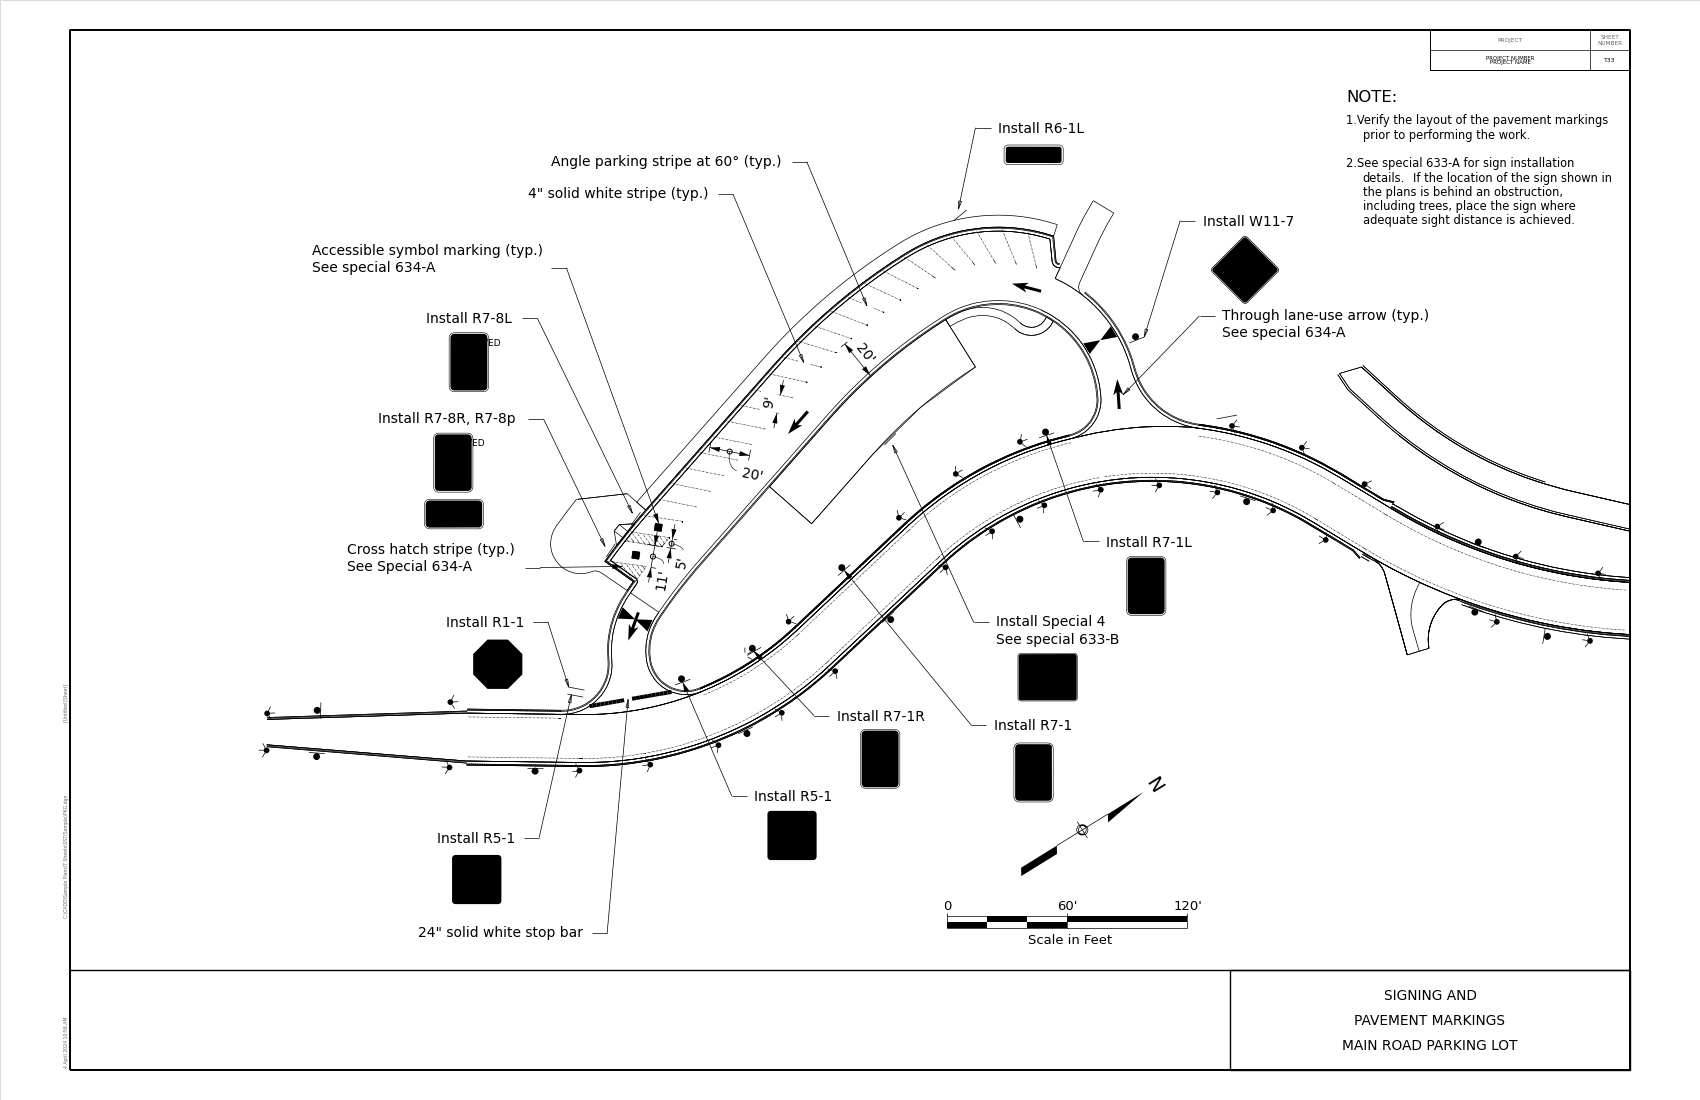 PROJECT
SHEET
NUMBER
PROJECT NUMBER
PROJECT NAME
T33
NOTE:
1.Verify the layout of the pavement markings
prior to performing the work.
2.See special 633-A for sign installation
details. If the location of the sign shown in
the plans is behind an obstruction,
including trees, place the sign where
adequate sight distance is achieved.
Install R6-1L
Angle parking stripe at 60° (typ.)
4" solid white stripe (typ.)
Install W11-7
Accessible symbol marking (typ.)
See special 634-A
Install R7-8L
ED
Through lane-use arrow (typ.)
See special 634-A
20'
9'
Install R7-8R, R7-8p
ED
20'
Cross hatch stripe (typ.)
See Special 634-A
5'
11'
Install R7-1L
Install R1-1
Install Special 4
See special 633-B
Install R7-1R
Install R7-1
Install R5-1
N
Install R5-1
24" solid white stop bar
0
60'
120'
Scale in Feet
SIGNING AND
PAVEMENT MARKINGS
MAIN ROAD PARKING LOT